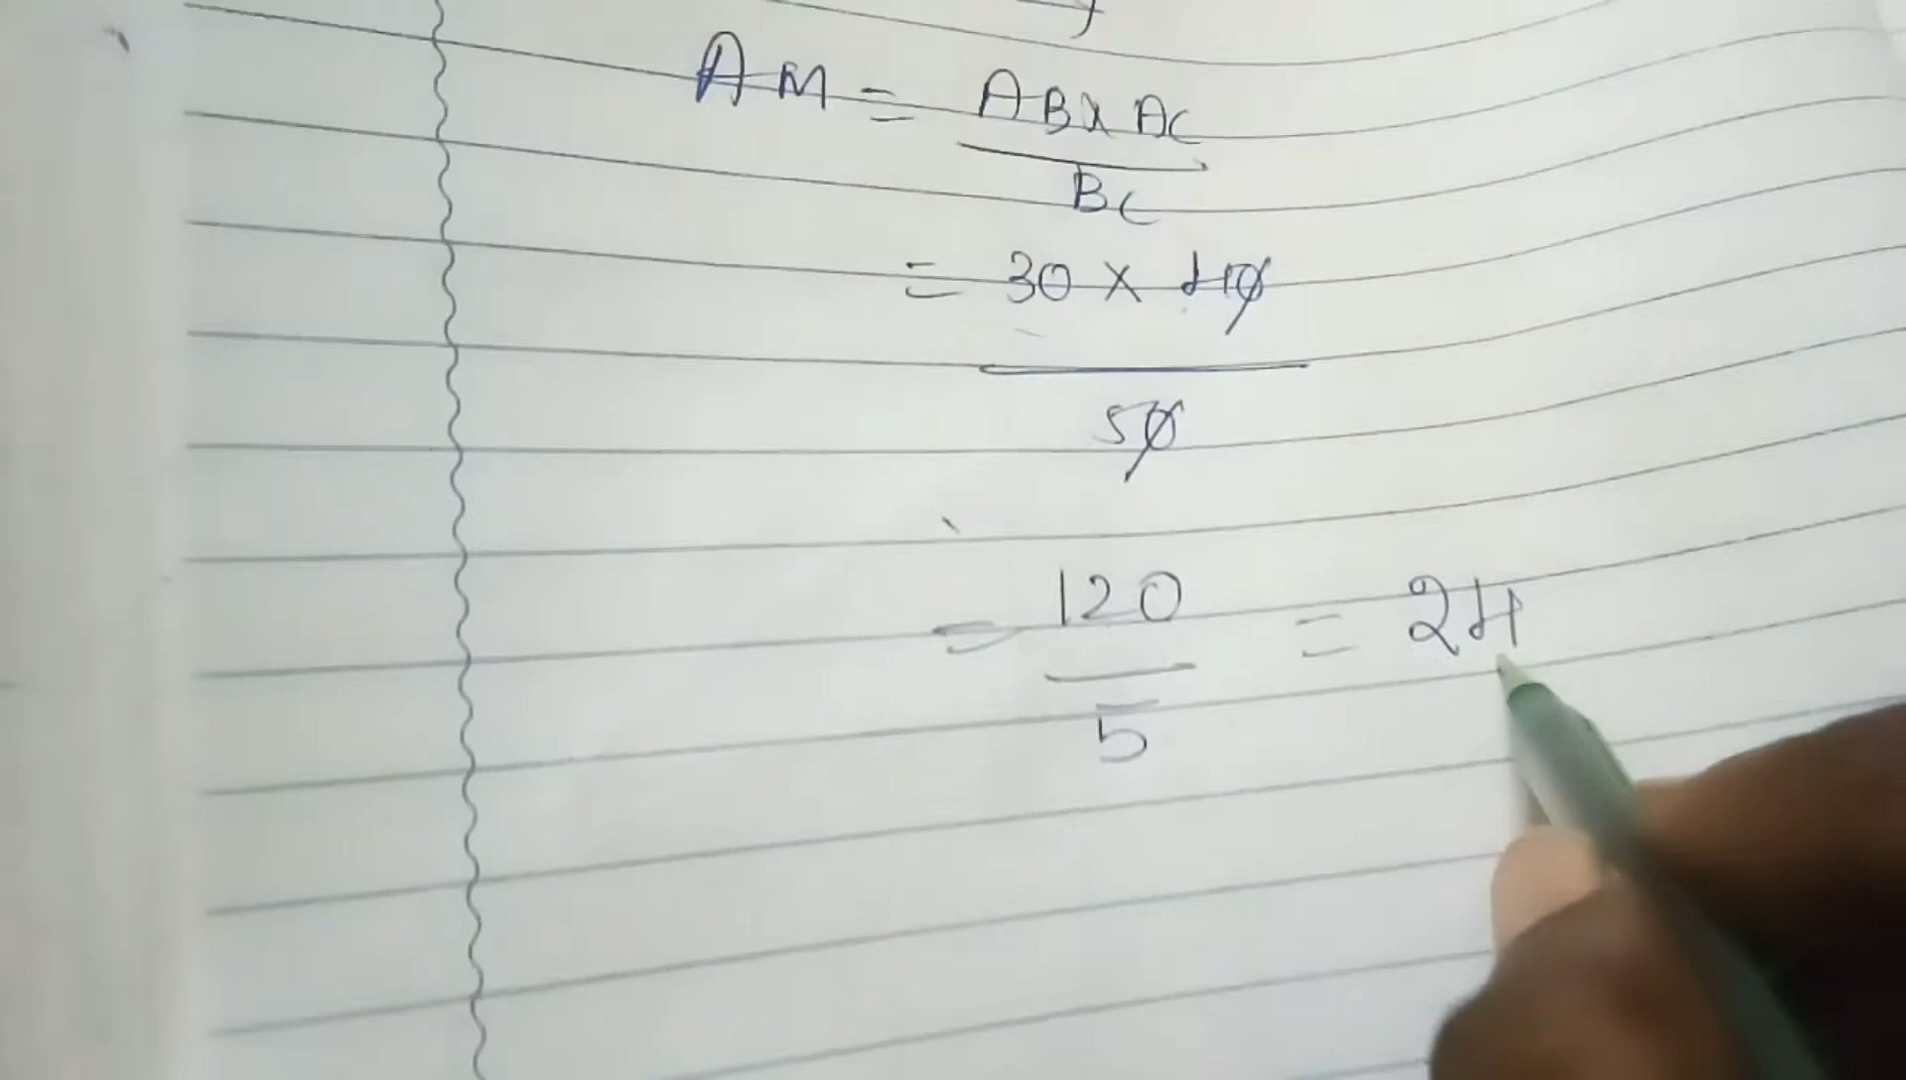 AM = AB x AC
BC
= 30 x 40
50
= 120 = 24
5